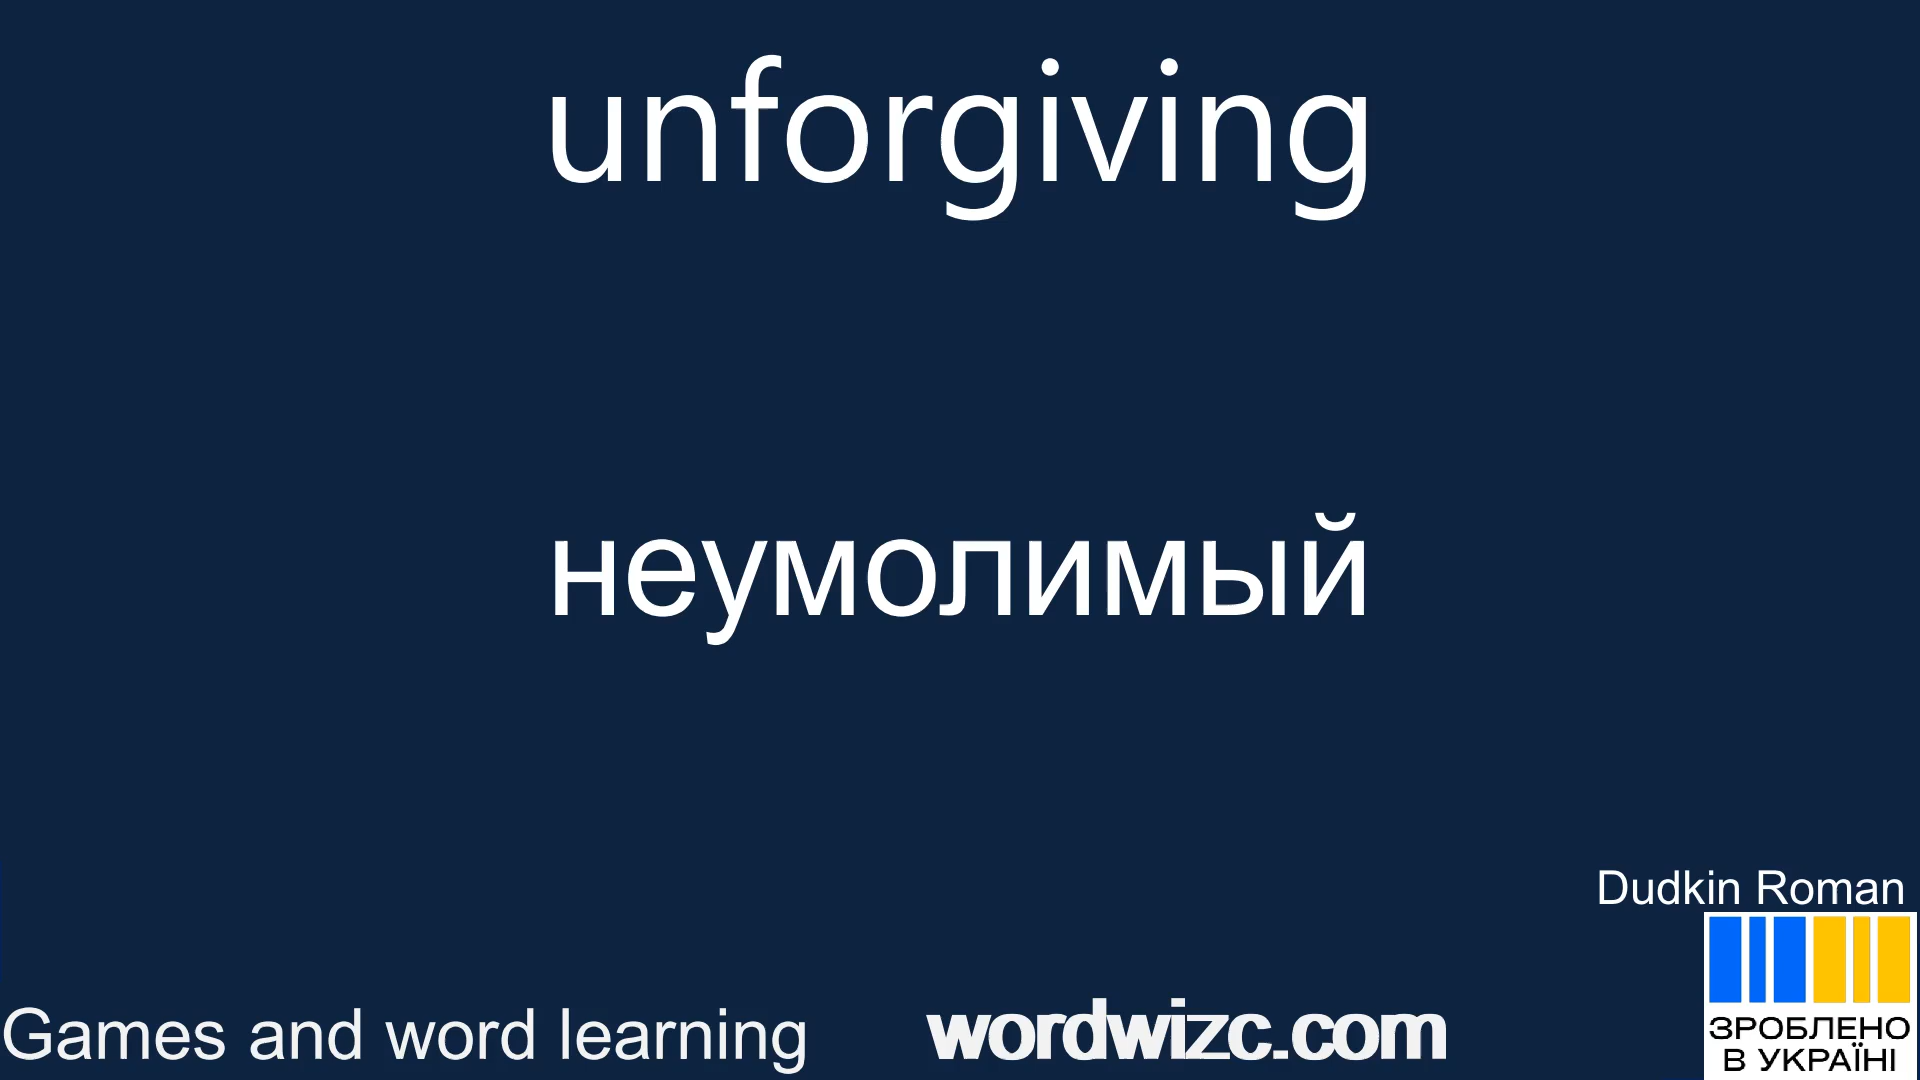 unforgiving
неумолимый
Dudkin Roman
Games and word learning
wordwizc.com
ЗРОБЛЕНО
В УКРАЇНІ